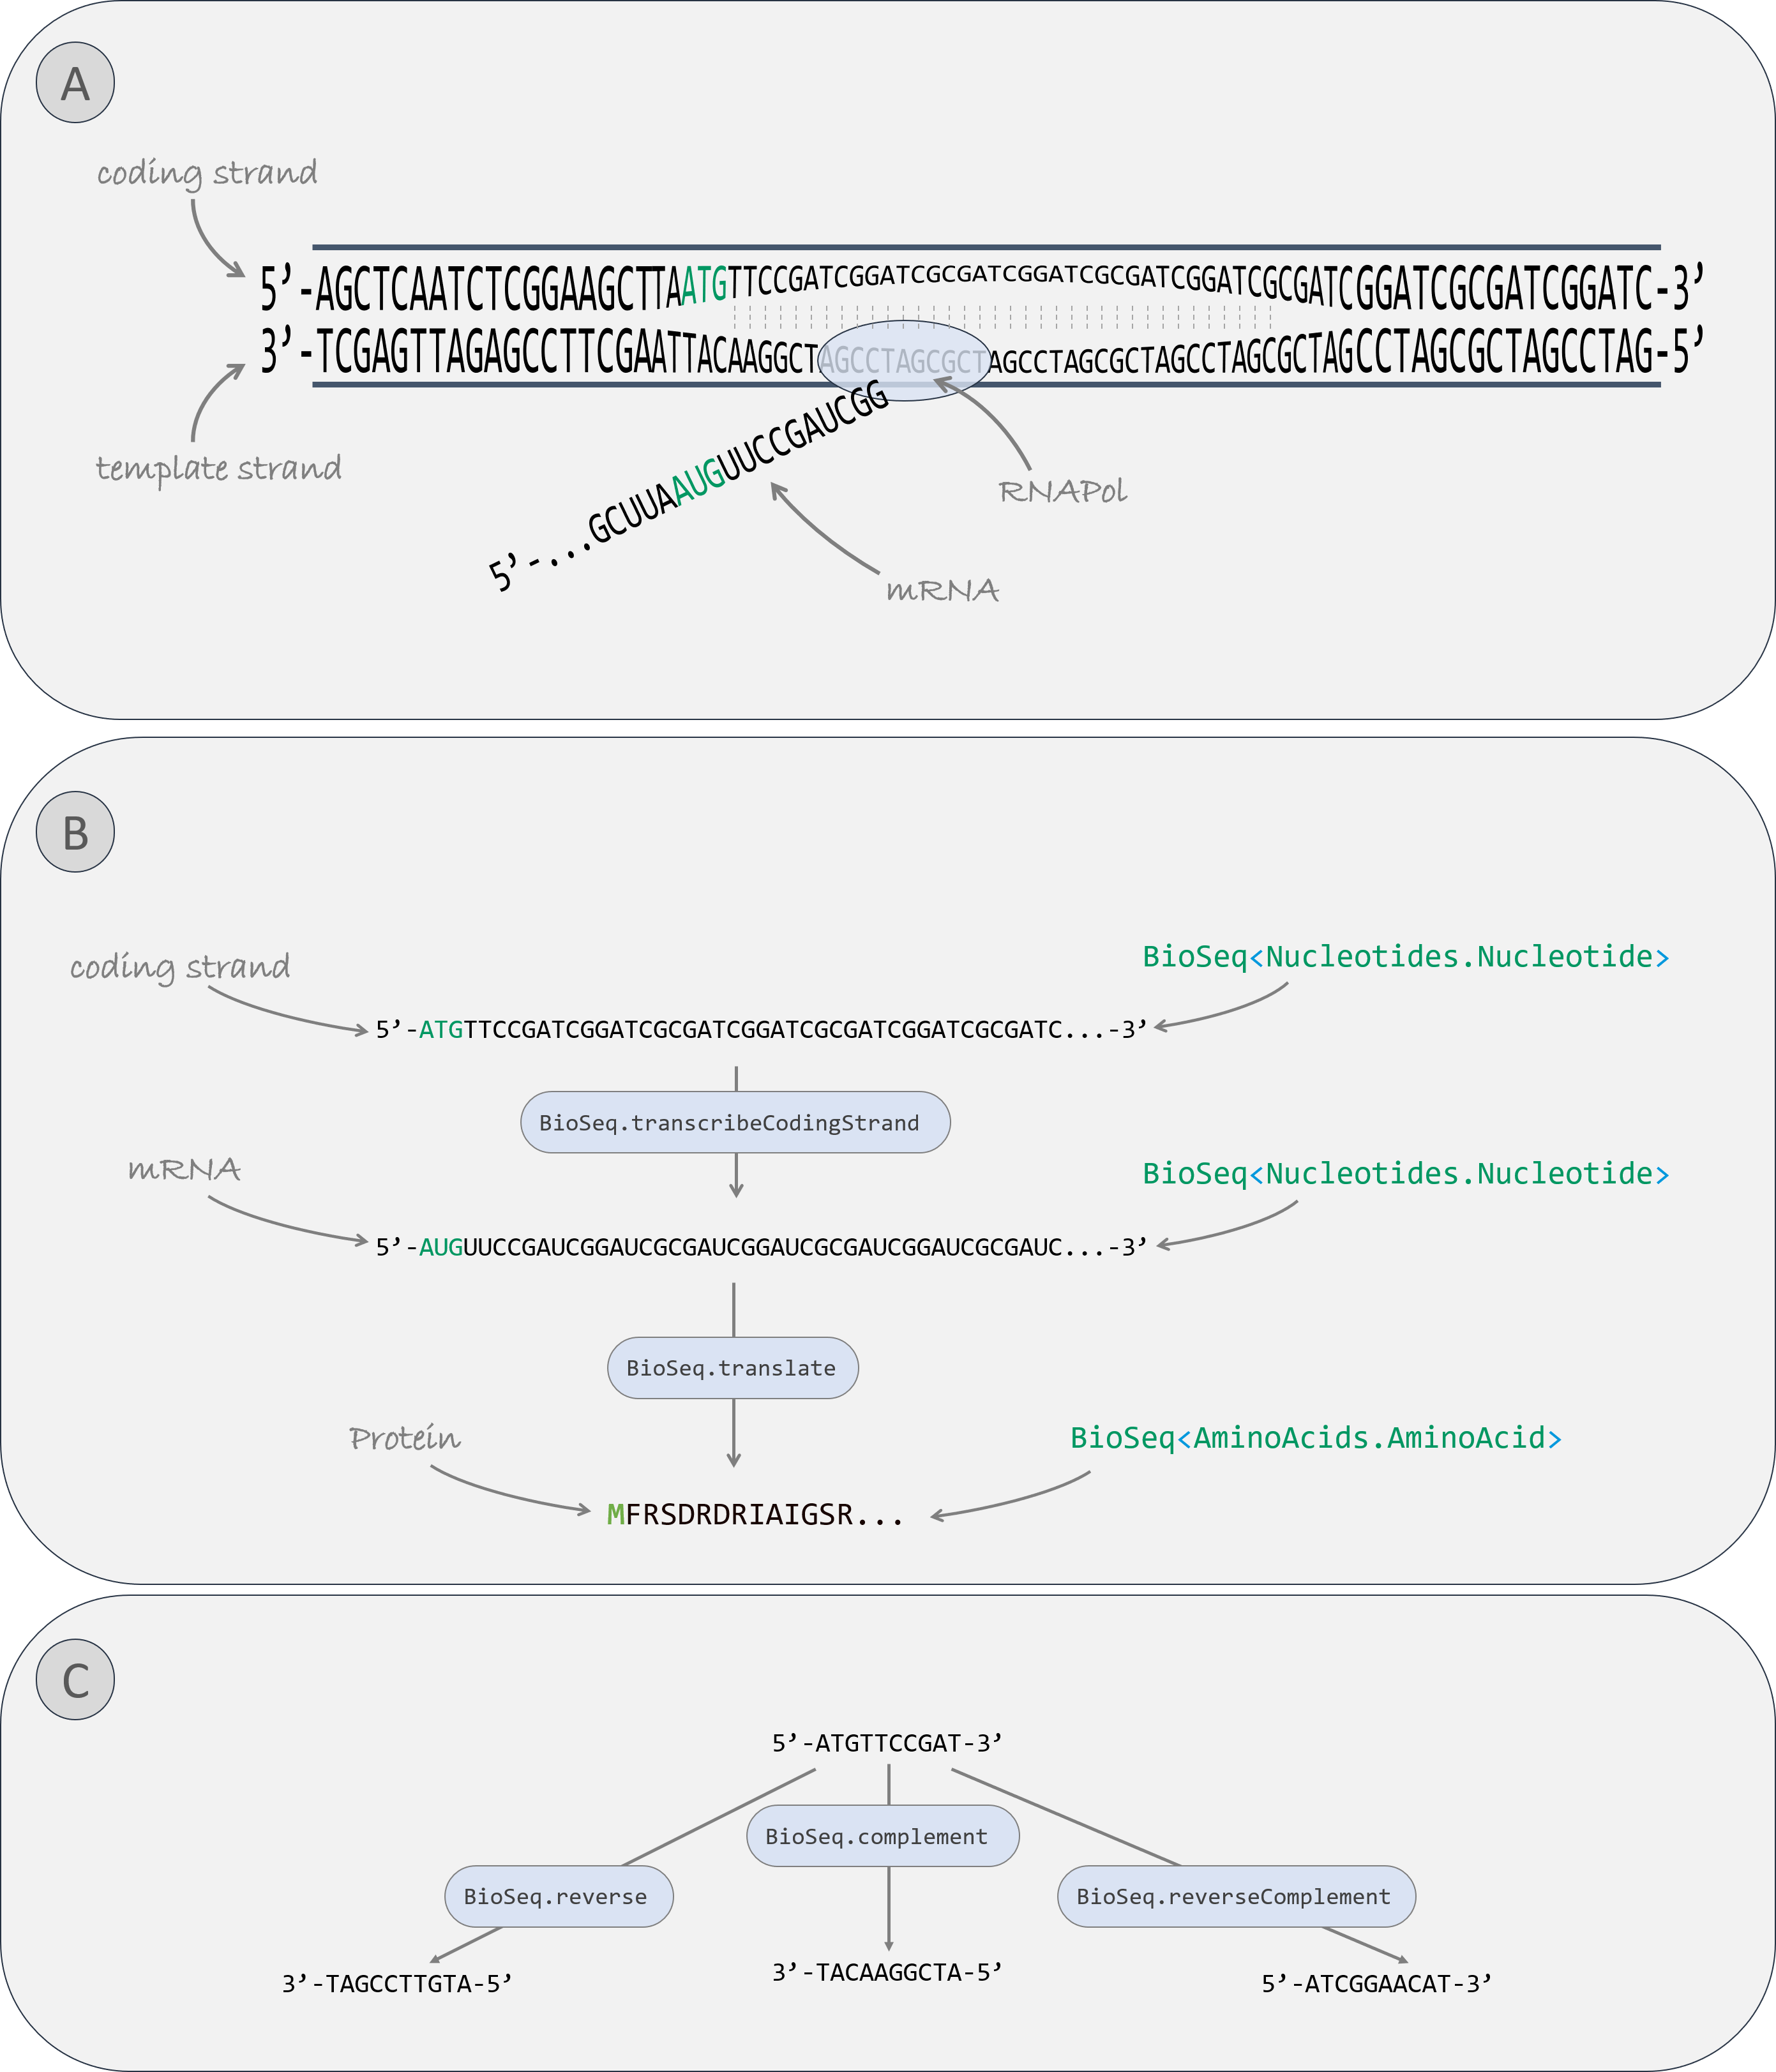 A
coding strand
5’-AGCTCAATCTCGGAAGCTTAATGTTCCGATCGGATCGCGATCGGATCGCGATCGGATCGCGATCGGATCGCGATCGGATC-3’
3’-TCGAGTTAGAGCCTTCGAATTACAAGGCTAGCCTAGCGCTAGCCTAGCGCTAGCCTAGCGCTAGCCTAGCGCTAGCCTAG-5’
template strand
5’-...GCUUAAUGUUCCGAUCGG
RNAPol
mRNA
B
coding strand
BioSeq<Nucleotides.Nucleotide>
5’-ATGTTCCGATCGGATCGCGATCGGATCGCGATCGGATCGCGATC...-3’
BioSeq.transcribeCodingStrand
mRNA
BioSeq<Nucleotides.Nucleotide>
5’-AUGUUCCGAUCGGAUCGCGAUCGGAUCGCGAUCGGAUCGCGAUC...-3’
BioSeq.translate
Protein
BioSeq<AminoAcids.AminoAcid>
MFRSDRDRIAIGSR...
C
5’-ATGTTCCGAT-3’
BioSeq.complement
BioSeq.reverse
BioSeq.reverseComplement
3’-TAGCCTTGTA-5’
3’-TACAAGGCTA-5’
5’-ATCGGAACAT-3’